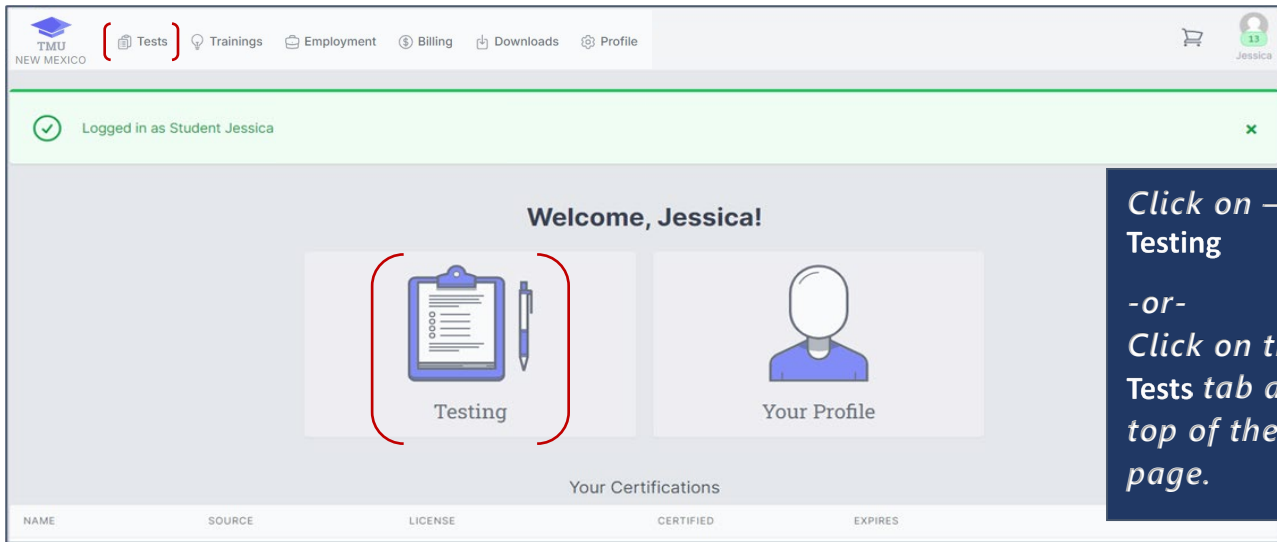 TMU
NEW MEXICO
Tests
Trainings
Employment
Billing
Downloads
Profile
13
Jessica
Logged in as Student Jessica
×
Welcome, Jessica!
Testing
Your Profile
Click on –
Testing
-or-
Click on t
Tests tab a
top of the
page.
Your Certifications
NAME SOURCE LICENSE CERTIFIED EXPIRES